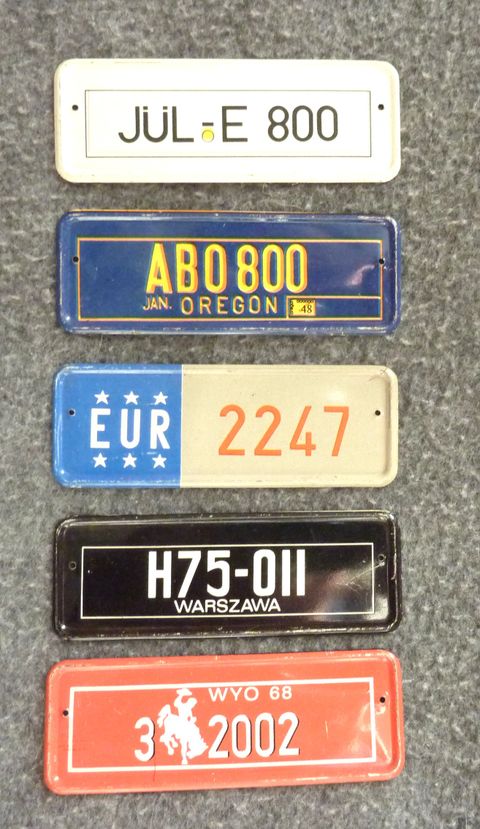 JÜL-E 800
ABO 800
JAN. OREGON 48
EUR 2247
H75-011
WARSZAWA
WYO 68
3 2002